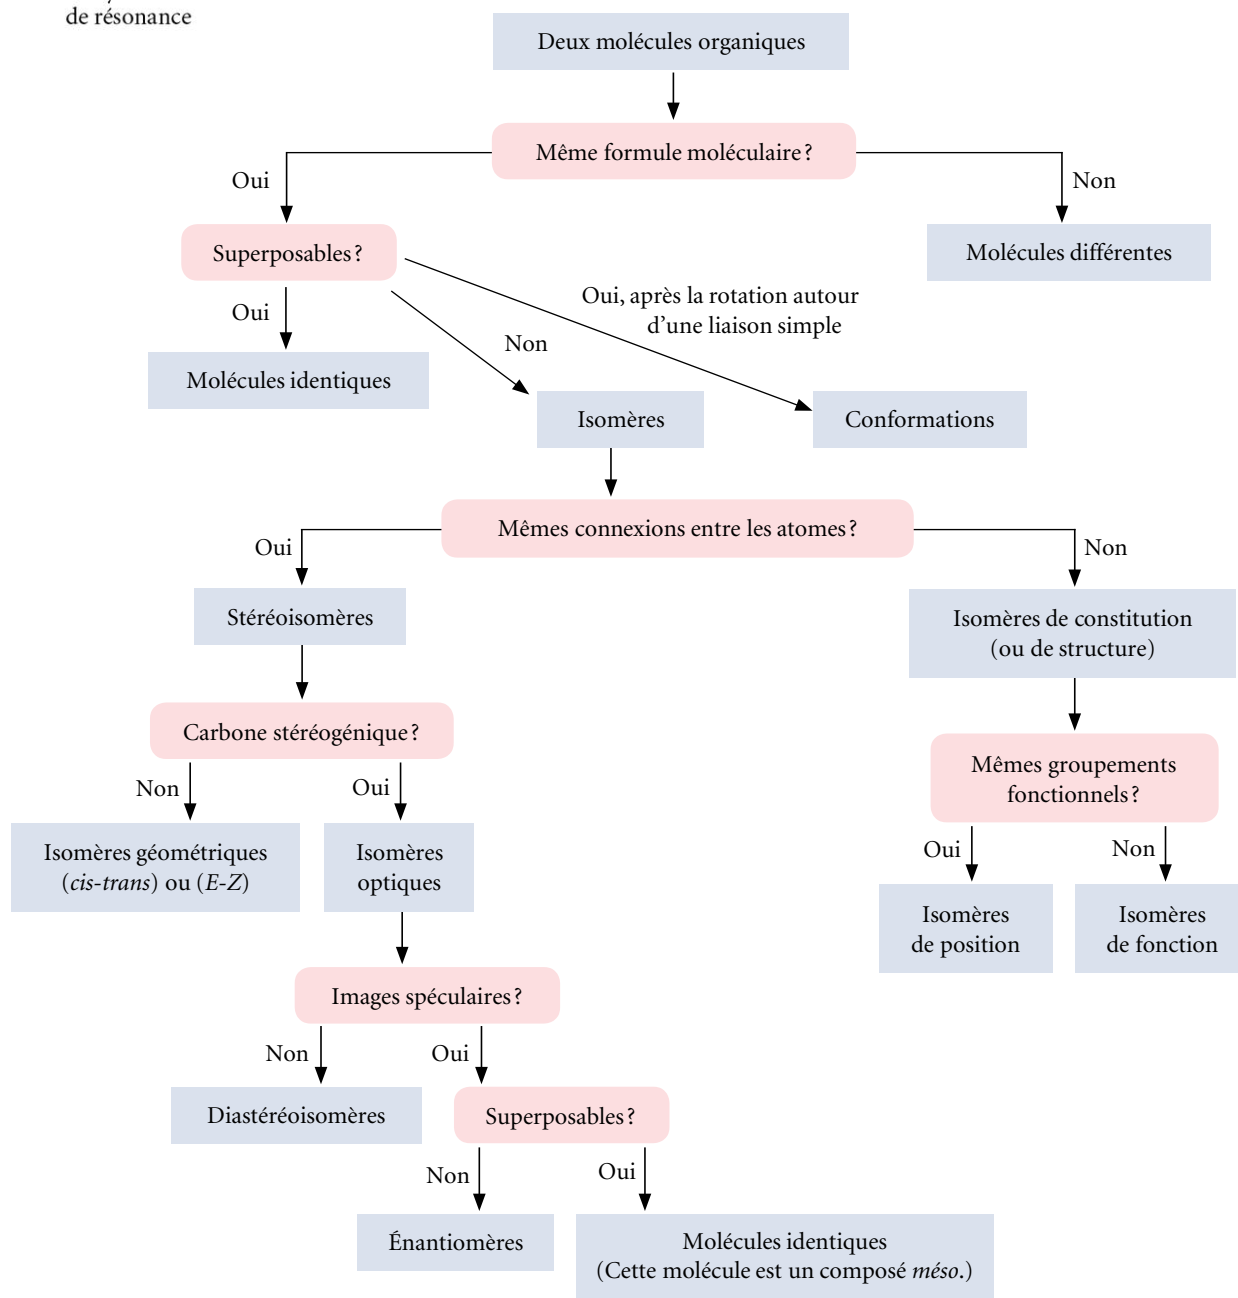 de résonance
Deux molécules organiques
Même formule moléculaire ?
Oui
Non
Superposables ?
Molécules différentes
Oui, après la rotation autour
d’une liaison simple
Oui
Non
Molécules identiques
Isomères
Conformations
Mêmes connexions entre les atomes ?
Oui
Non
Stéréoisomères
Isomères de constitution
(ou de structure)
Carbone stéréogénique ?
Mêmes groupements
fonctionnels ?
Non
Oui
Oui
Non
Isomères géométriques
(cis-trans) ou (E-Z)
Isomères
optiques
Isomères
de position
Isomères
de fonction
Images spéculaires ?
Non
Oui
Diastéréoisomères
Superposables ?
Non
Oui
Énantiomères
Molécules identiques
(Cette molécule est un composé méso.)